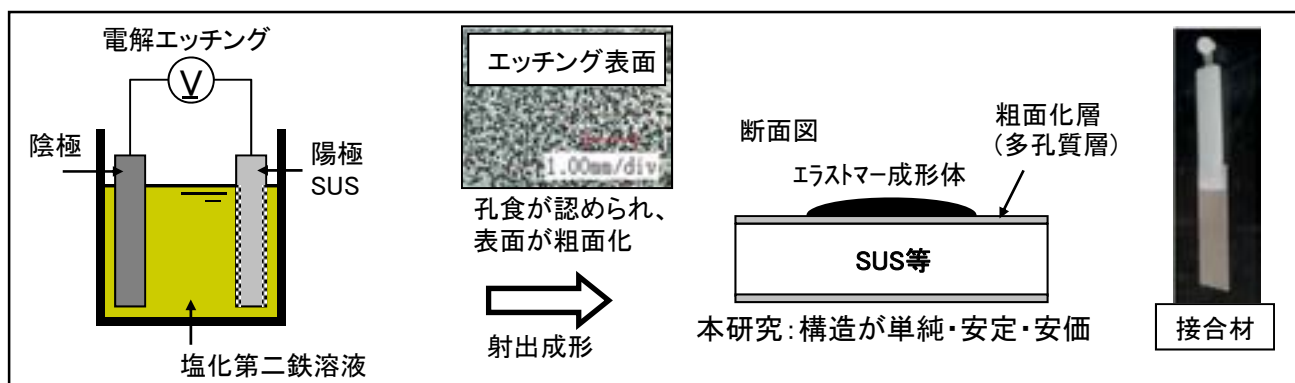 電解エッチング
V
陰極
陽極
SUS
塩化第二鉄溶液
エッチング表面
1.00mm/div
孔食が認められ、
表面が粗面化
射出成形
断面図
粗面化層
(多孔質層)
エラストマー成形体
SUS等
本研究:構造が単純・安定・安価
接合材